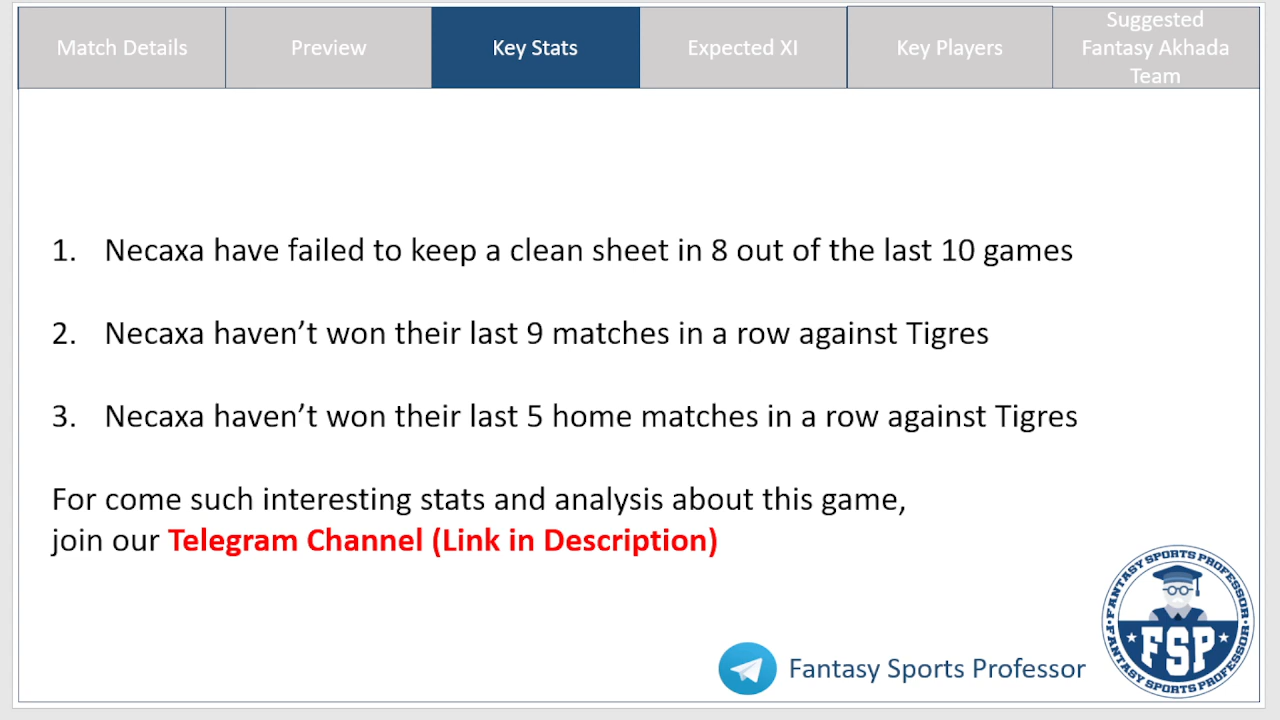 Match Details
Preview
Key Stats
Expected XI
Key Players
Suggested
Fantasy Akhada
Team
1. Necaxa have failed to keep a clean sheet in 8 out of the last 10 games
2. Necaxa haven’t won their last 9 matches in a row against Tigres
3. Necaxa haven’t won their last 5 home matches in a row against Tigres
For come such interesting stats and analysis about this game,
join our Telegram Channel (Link in Description)
Fantasy Sports Professor
•FANTASY SPORTS PROFESSOR•
FSP
FANTASY SPORTS PROFESSOR